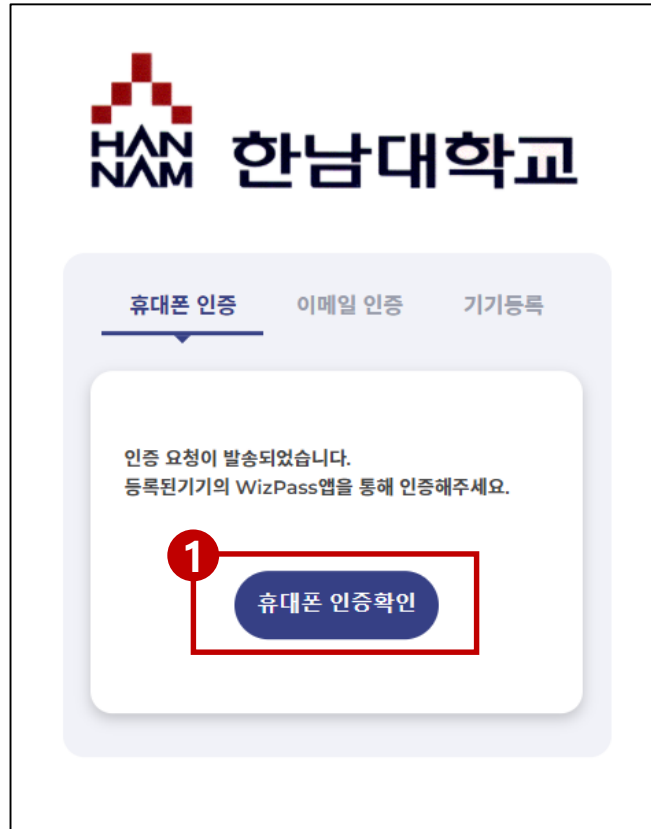 HAN
NAM
한남대학교
휴대폰 인증 이메일 인증 기기등록
인증 요청이 발송되었습니다.
등록된기기의 WizPass앱을 통해 인증해주세요.
1
휴대폰 인증확인